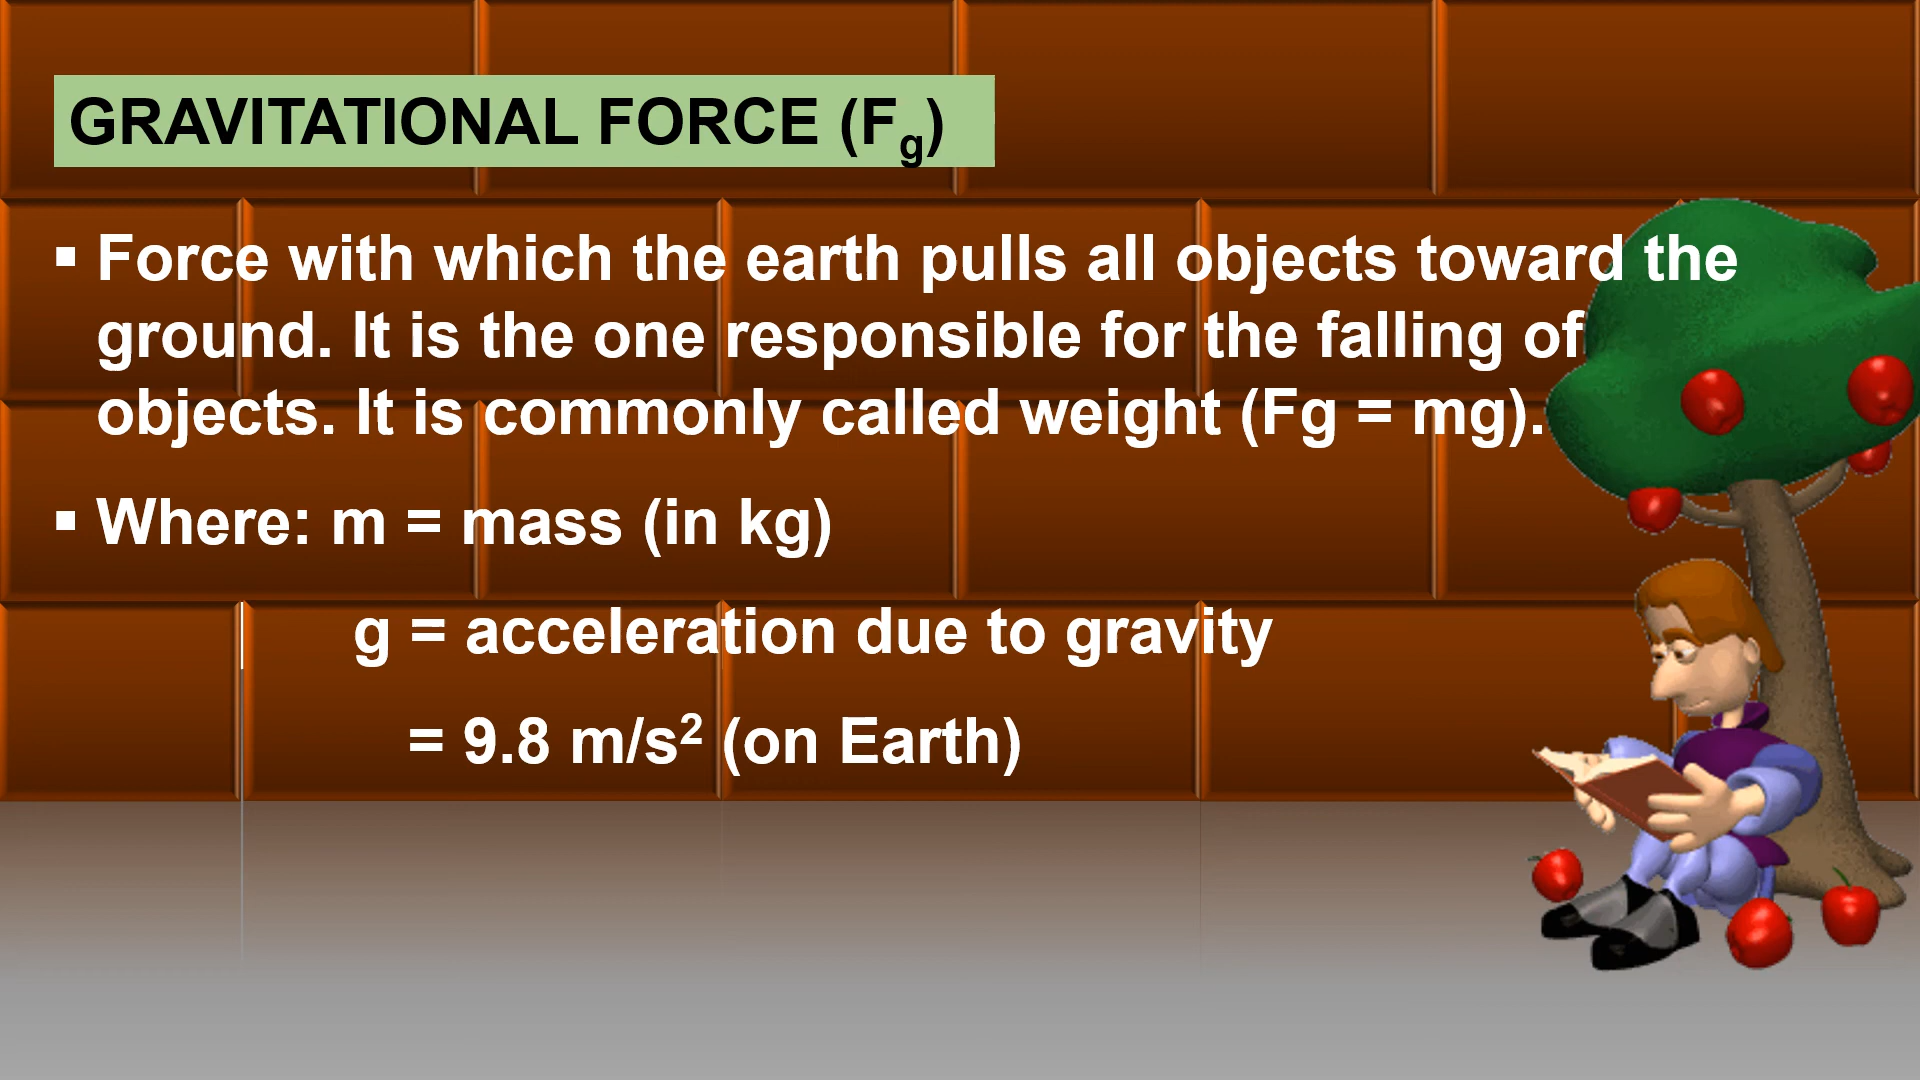 GRAVITATIONAL FORCE (Fg)
▪ Force with which the earth pulls all objects toward the
ground. It is the one responsible for the falling of
objects. It is commonly called weight (Fg = mg).
▪ Where: m = mass (in kg)
g = acceleration due to gravity
= 9.8 m/s² (on Earth)